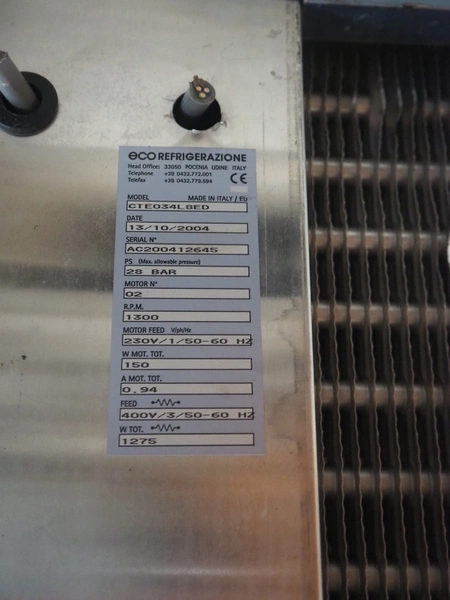 ecoREFRIGERAZIONE
Head Office: 33050 POCENIA UDINE ITALY
Telephone +39 0432.772.001
Telefax +39 0432.779.594
CE
MODEL MADE IN ITALY / EU
CTE034L8ED
DATE
13/10/2004
SERIAL N°
AC200412645
PS (Max. allowable pressure)
28 BAR
MOTOR N°
02
R.P.M.
1300
MOTOR FEED V/ph/Hz
230V/1/50-60 HZ
W MOT. TOT.
150
A MOT. TOT.
0.94
FEED
400V/3/50-60 HZ
W TOT.
1275